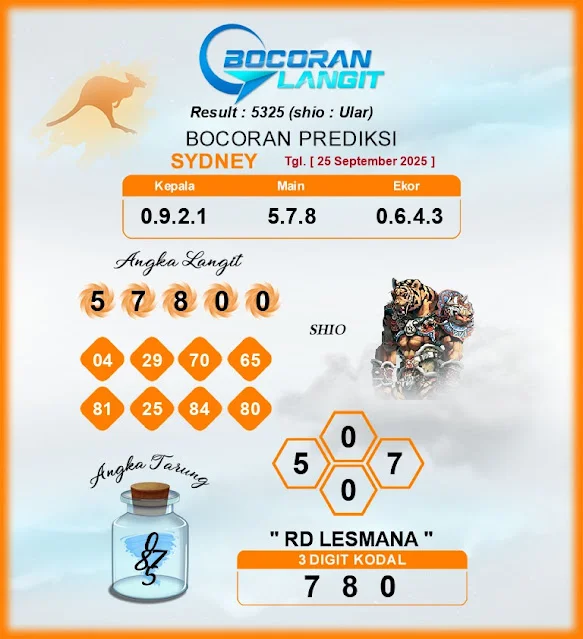 BOCORAN
LANGIT
Result : 5325 (shio : Ular)
BOCORAN PREDIKSI
SYDNEY Tgl. [ 25 September 2025 ]
Kepala Main Ekor
0.9.2.1 5.7.8 0.6.4.3
Angka Langit
5 7 8 0 0
SHIO
04 29 70 65
81 25 84 80
0
5 7
0
Angka Tarung
0
87
5
" RD LESMANA "
3 DIGIT KODAL
7 8 0